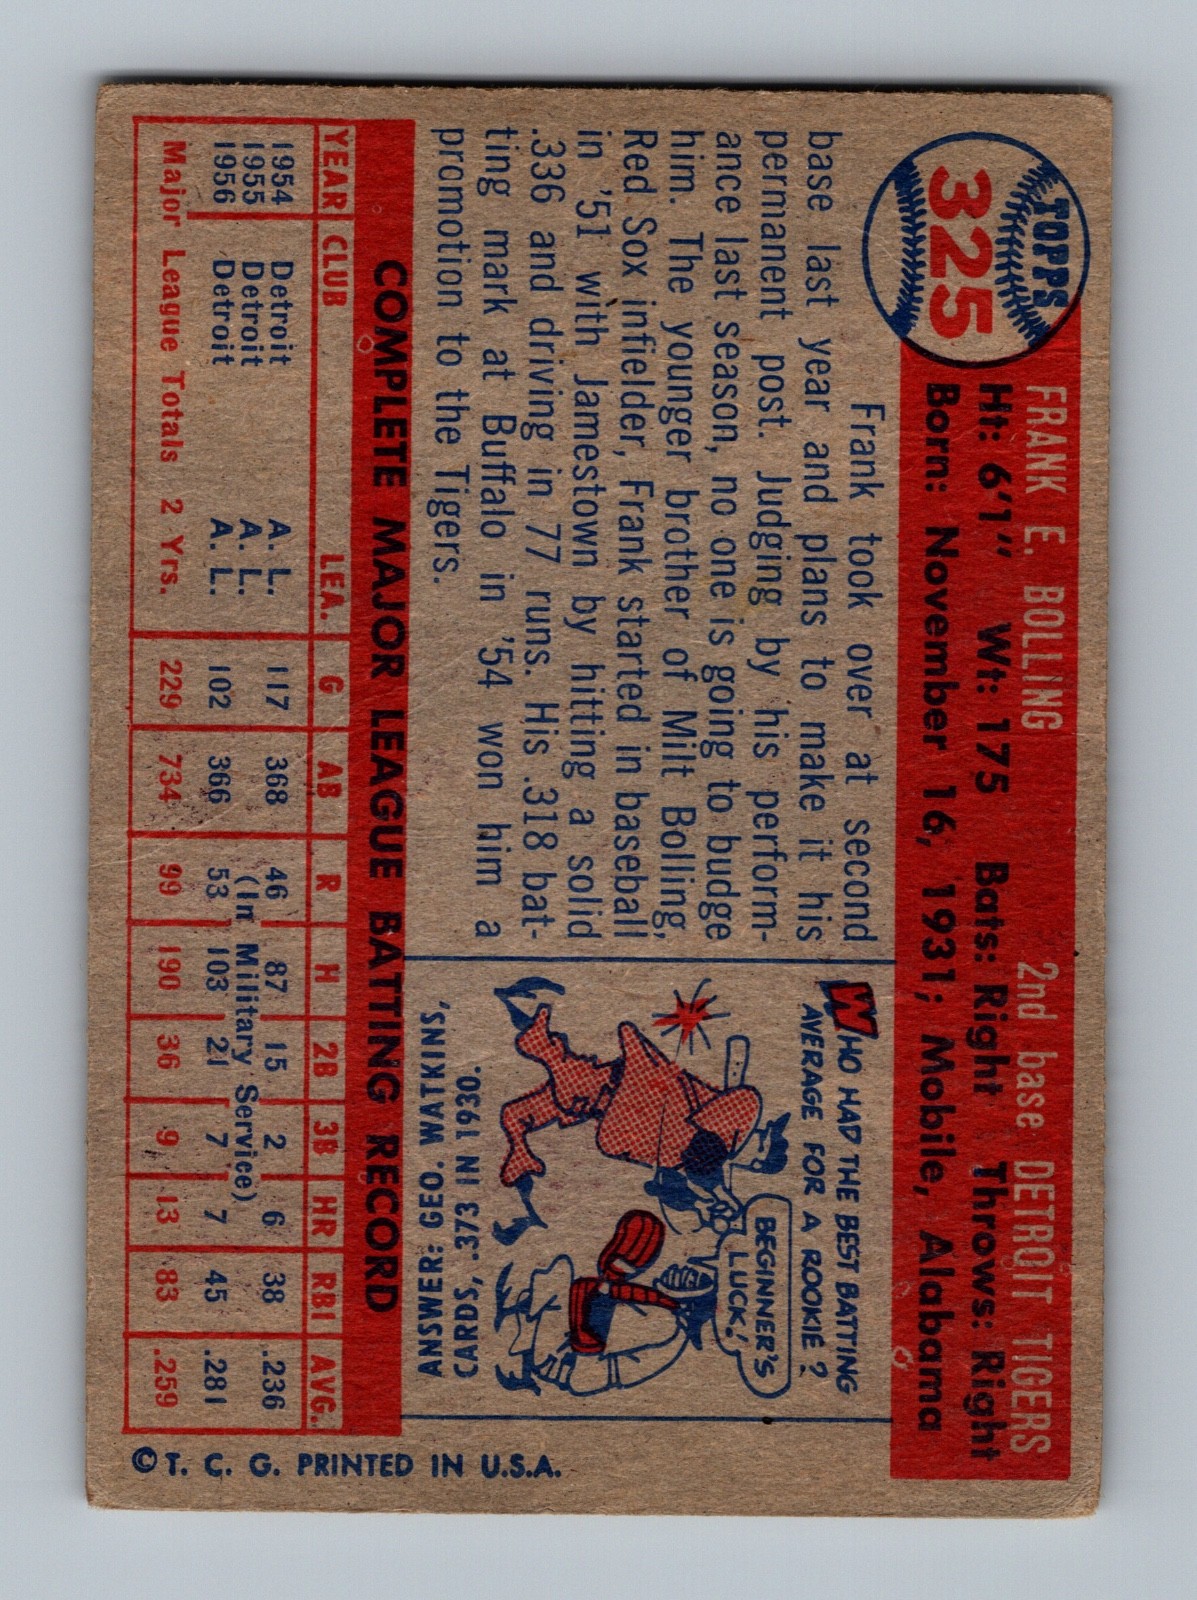 TOPPS
325
FRANK E. BOLLING 2nd base DETROIT TIGERS
Ht: 6'1" Wt: 175 Bats: Right Throws: Right
Born: November 16, 1931; Mobile, Alabama
Frank took over at second
base last year and plans to make it his
permanent post. Judging by his perform-
ance last season, no one is going to budge
him. The younger brother of Milt Bolling,
Red Sox infielder, Frank started in baseball
in '51 with Jamestown by hitting a solid
.336 and driving in 77 runs. His .318 bat-
ting mark at Buffalo in '54 won him a
promotion to the Tigers.
WHO HAD THE BEST BATTING
AVERAGE FOR A ROOKIE?
BEGINNER'S
LUCK!
ANSWER: GEO. WATKINS,
CARDS, .373 IN 1930.
COMPLETE MAJOR LEAGUE BATTING RECORD
YEAR CLUB LEA. G AB R H 2B 3B HR RBI AVG.
1954 Detroit A. L. 117 368 46 87 15 2 6 38 .236
1955 Detroit A. L. (In Military Service)
1956 Detroit A. L. 102 366 53 103 21 7 7 45 .281
Major League Totals 2 Yrs. 229 734 99 190 36 9 13 83 .259
© T. C. G. PRINTED IN U.S.A.